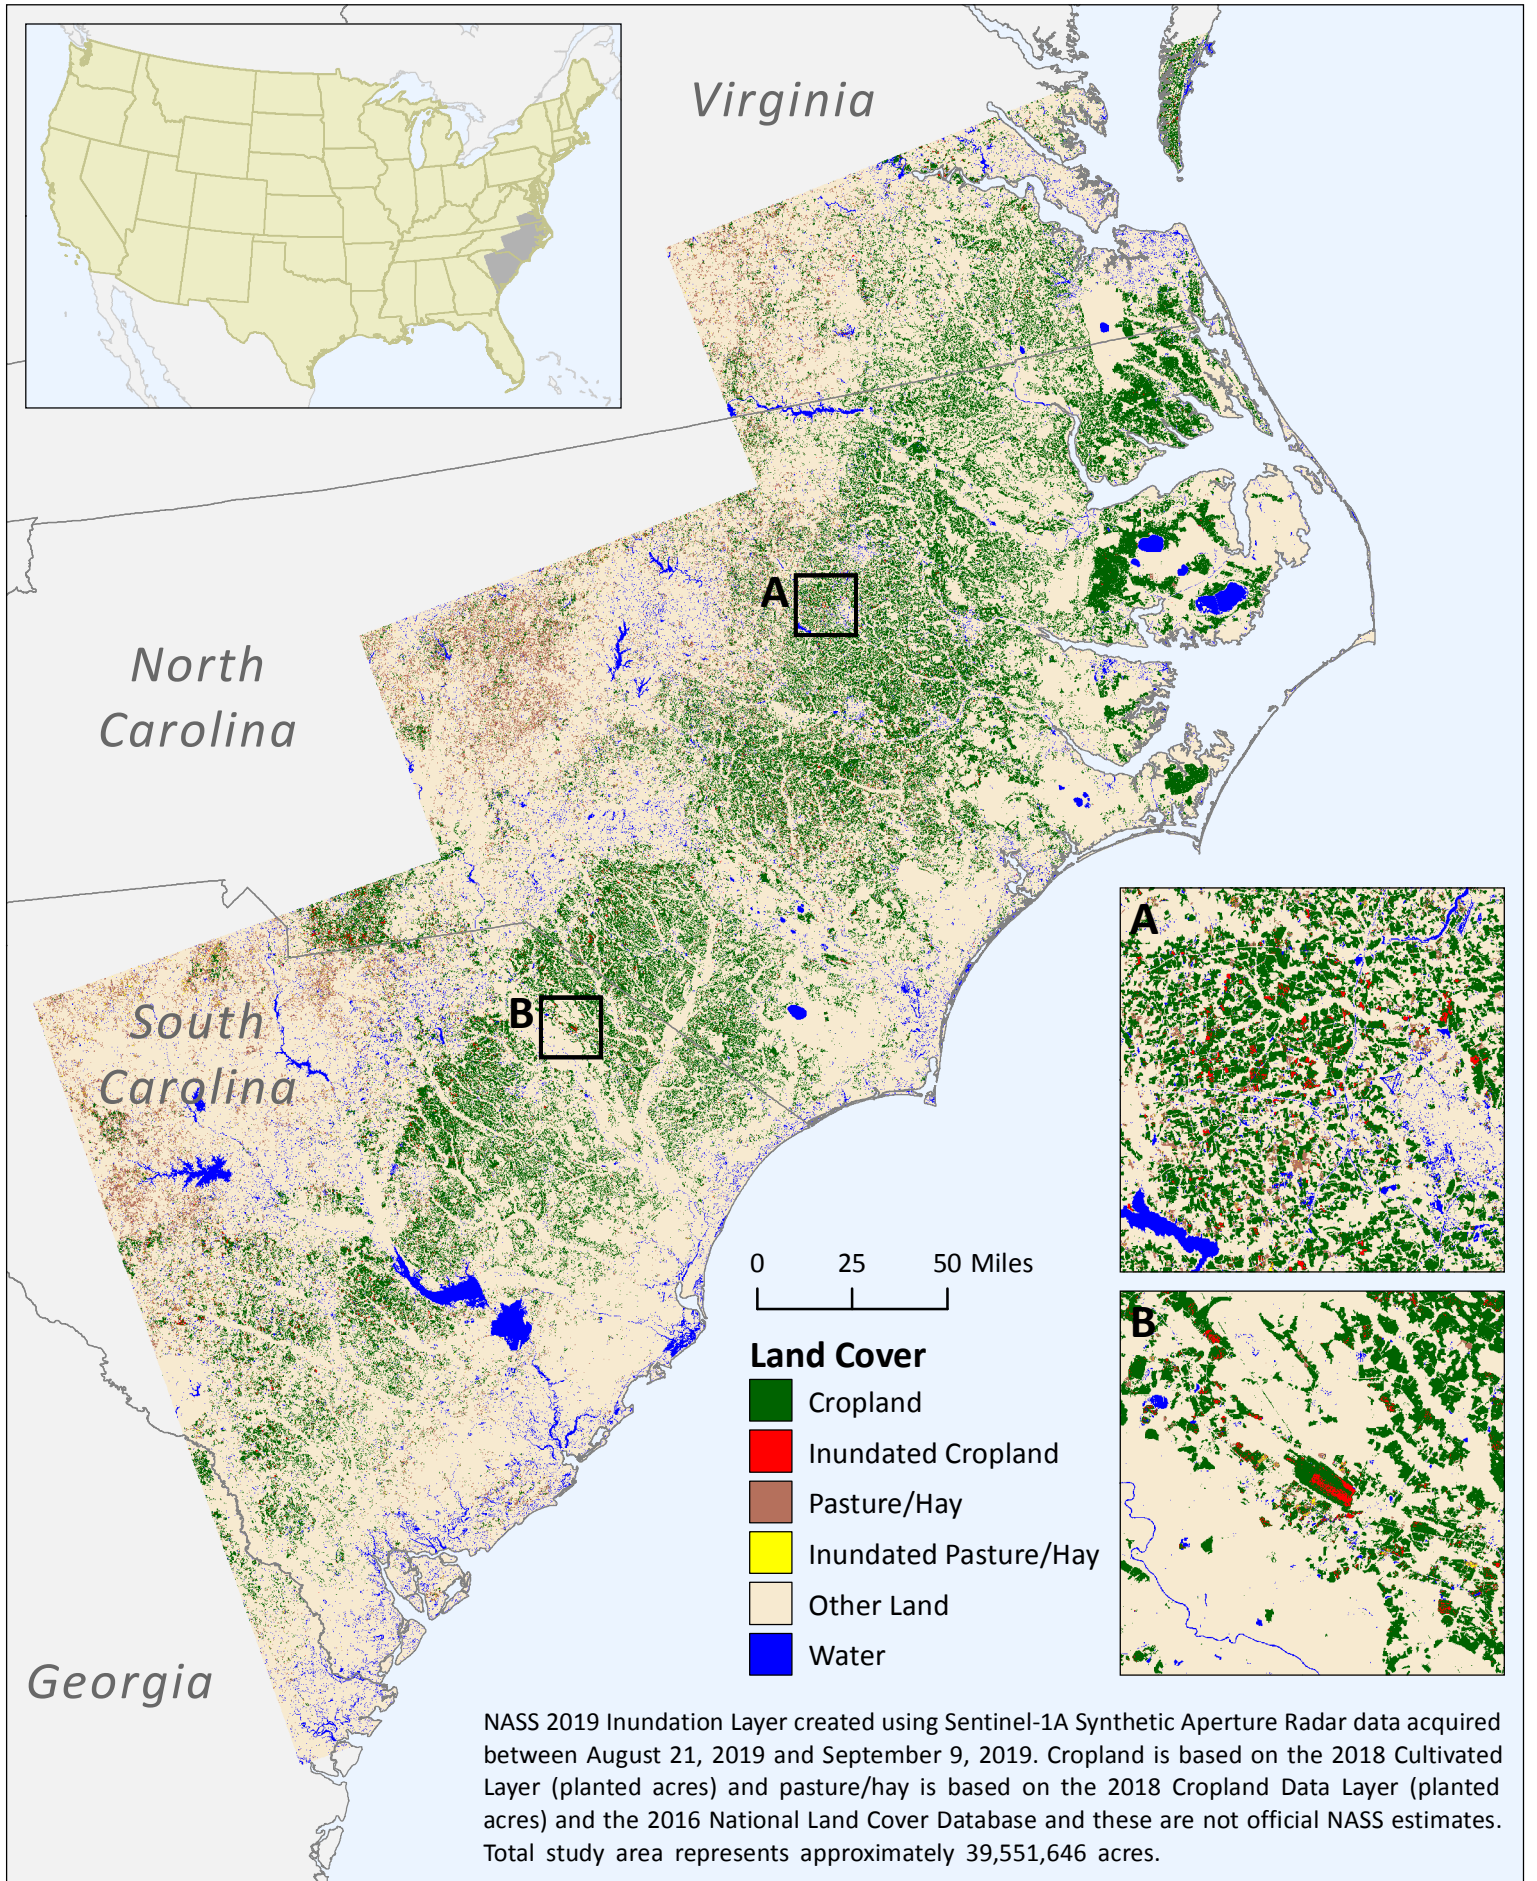 Virginia
North
Carolina
A
South
Carolina
B
Georgia
A
B
0 25 50 Miles
Land Cover
Cropland
Inundated Cropland
Pasture/Hay
Inundated Pasture/Hay
Other Land
Water
NASS 2019 Inundation Layer created using Sentinel-1A Synthetic Aperture Radar data acquired
between August 21, 2019 and September 9, 2019. Cropland is based on the 2018 Cultivated
Layer (planted acres) and pasture/hay is based on the 2018 Cropland Data Layer (planted
acres) and the 2016 National Land Cover Database and these are not official NASS estimates.
Total study area represents approximately 39,551,646 acres.